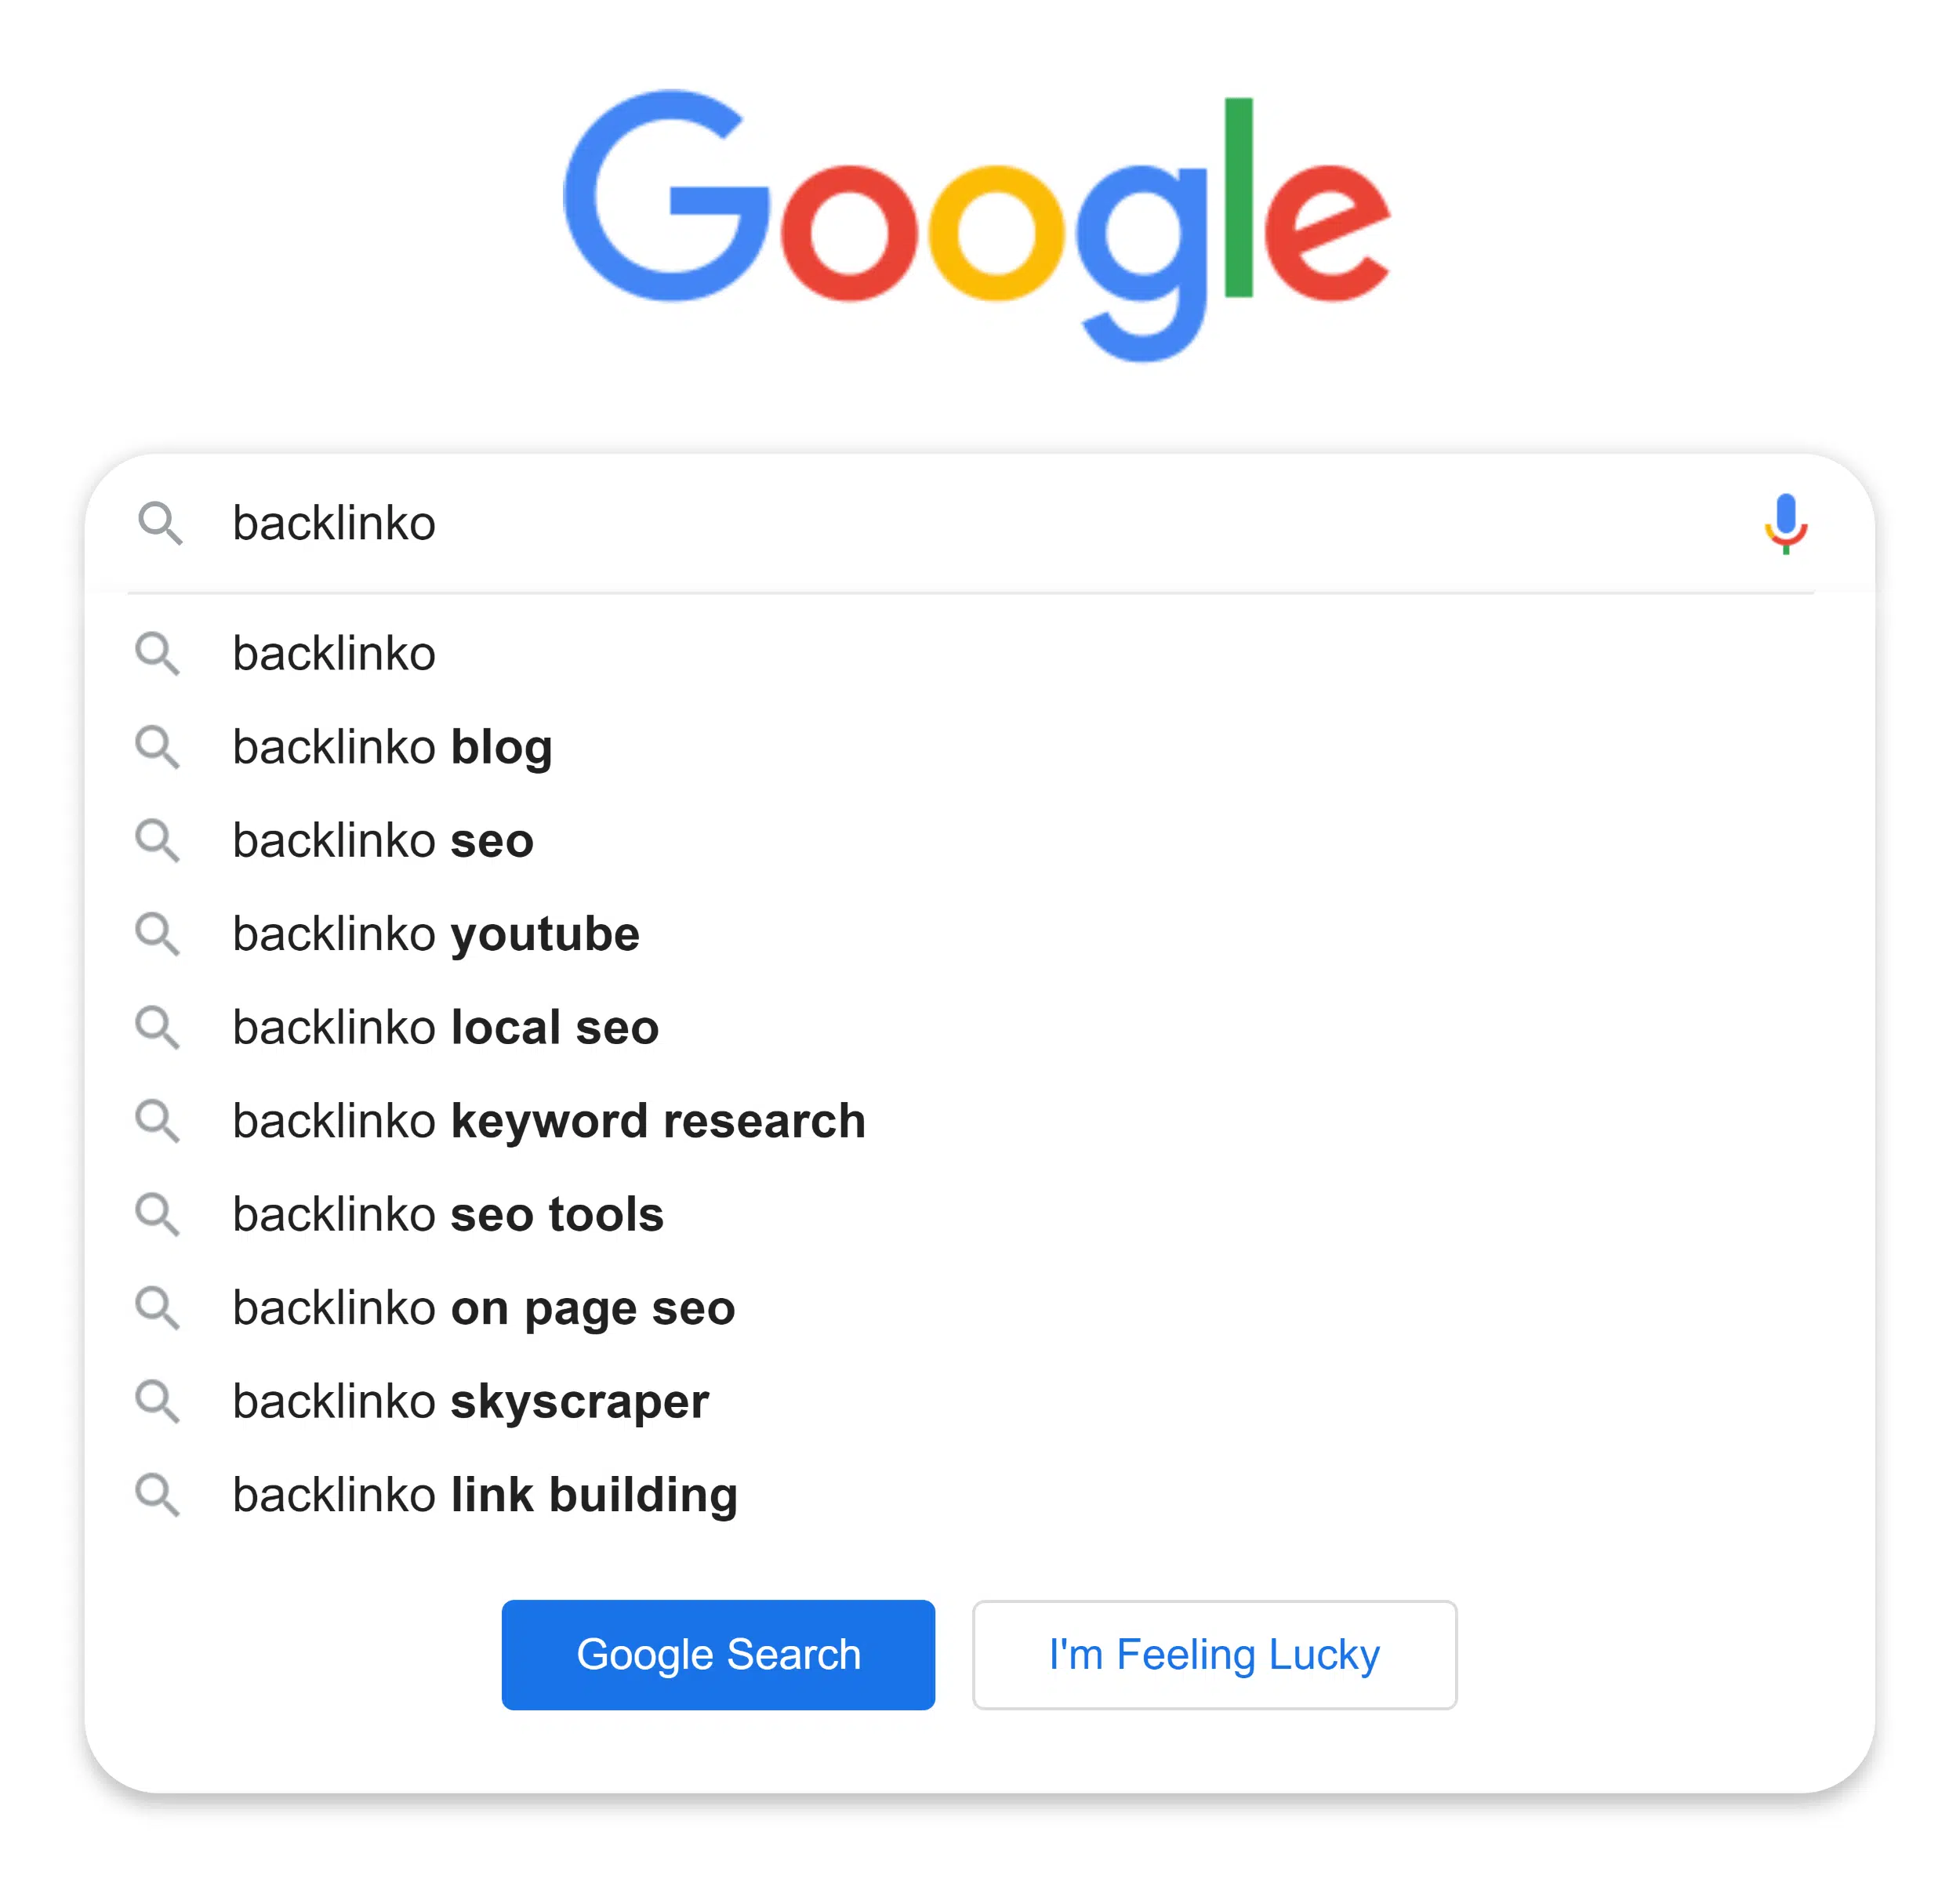 Google
backlinko
backlinko
backlinko blog
backlinko seo
backlinko youtube
backlinko local seo
backlinko keyword research
backlinko seo tools
backlinko on page seo
backlinko skyscraper
backlinko link building
Google Search
I'm Feeling Lucky